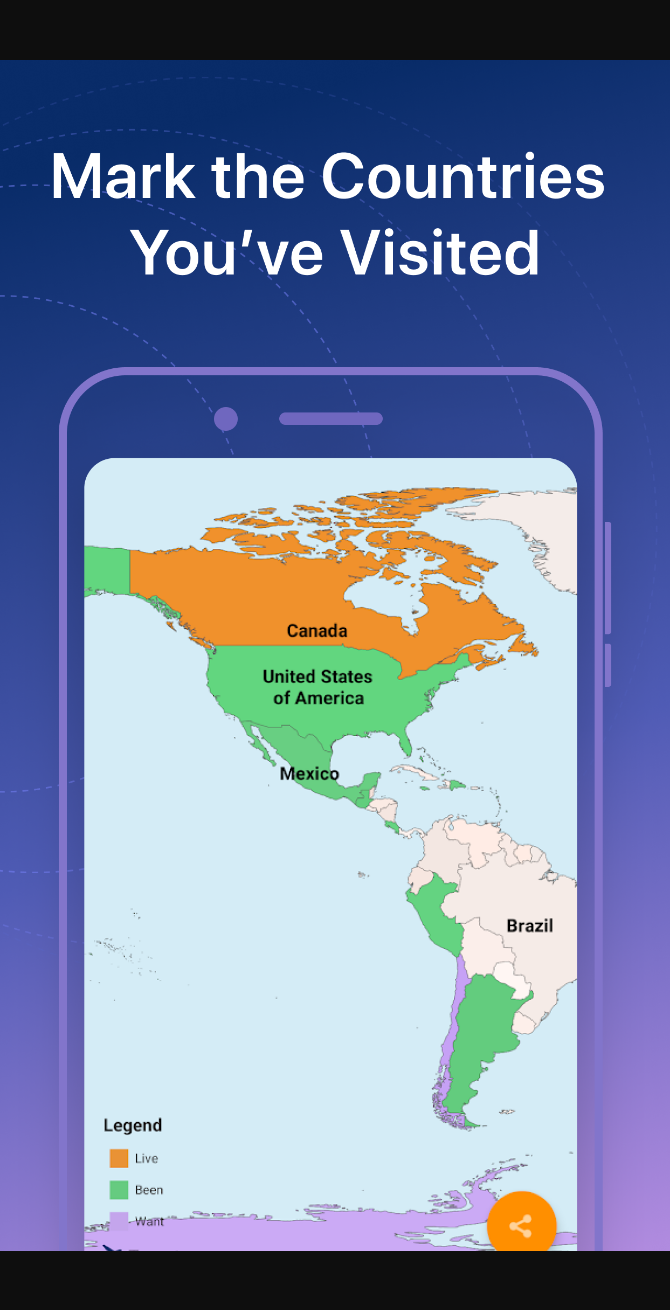 Mark the Countries
You’ve Visited
Canada
United States
of America
Mexico
Brazil
Legend
Live
Been
Want